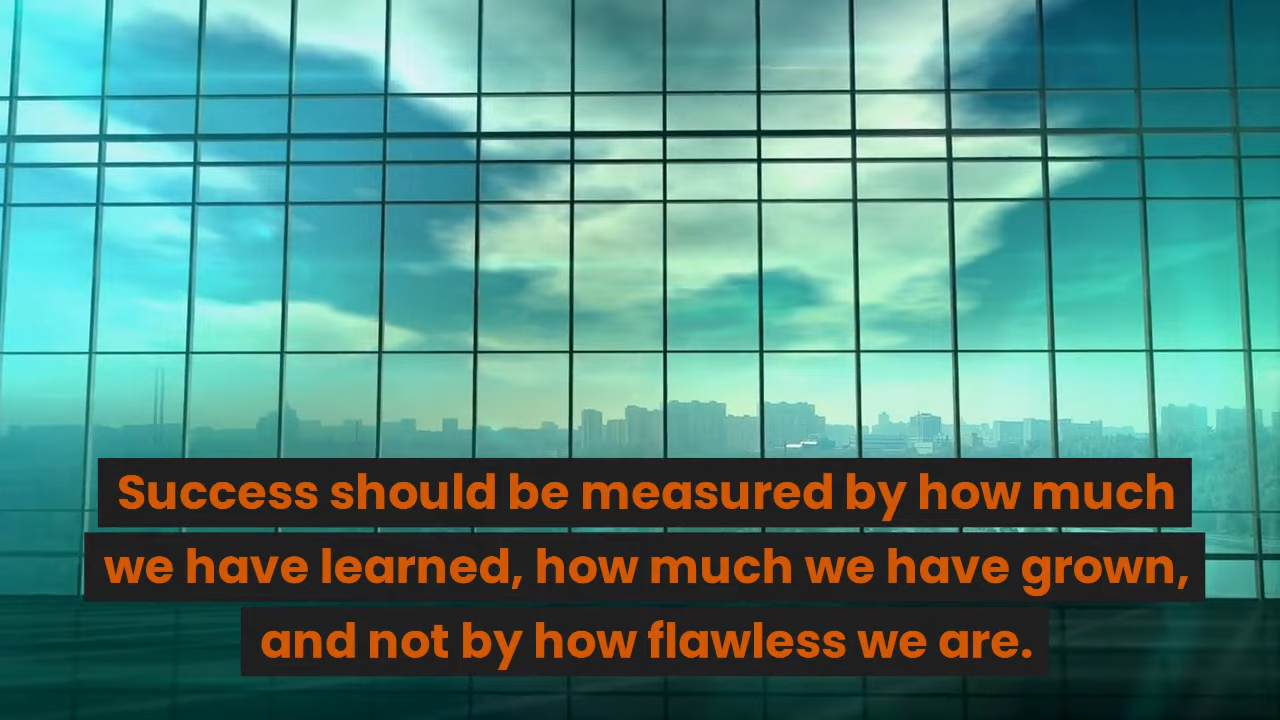 Success should be measured by how much
we have learned, how much we have grown,
and not by how flawless we are.